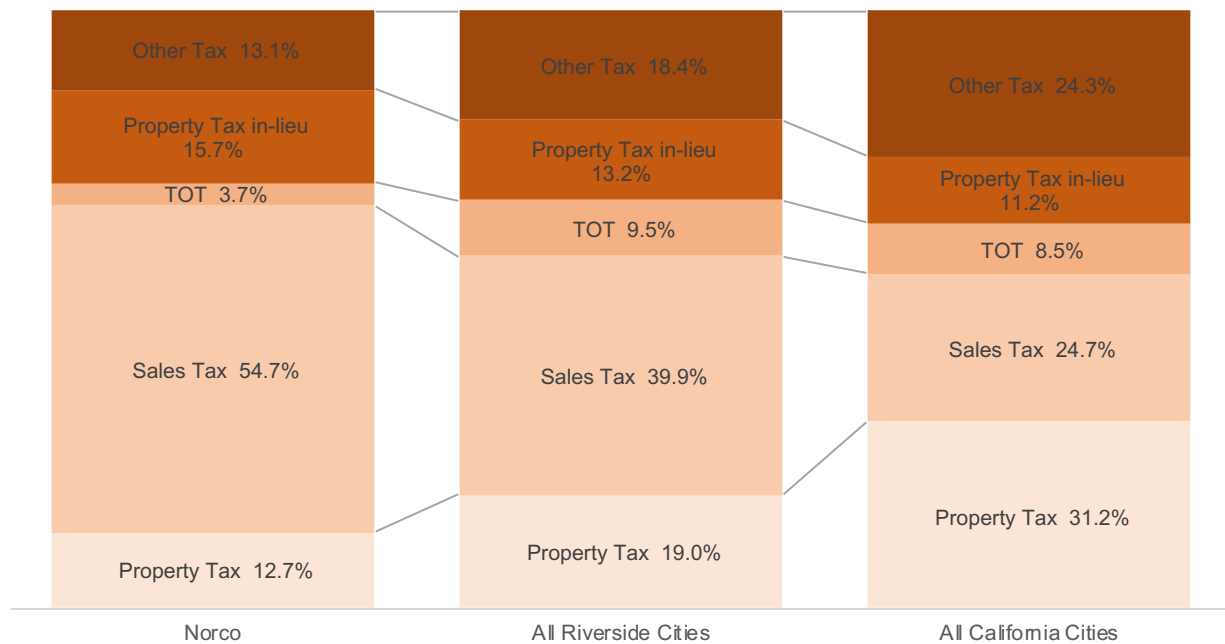 Other Tax 13.1%
Property Tax in-lieu
15.7%
TOT 3.7%
Sales Tax 54.7%
Property Tax 12.7%
Norco
Other Tax 18.4%
Property Tax in-lieu
13.2%
TOT 9.5%
Sales Tax 39.9%
Property Tax 19.0%
All Riverside Cities
Other Tax 24.3%
Property Tax in-lieu
11.2%
TOT 8.5%
Sales Tax 24.7%
Property Tax 31.2%
All California Cities